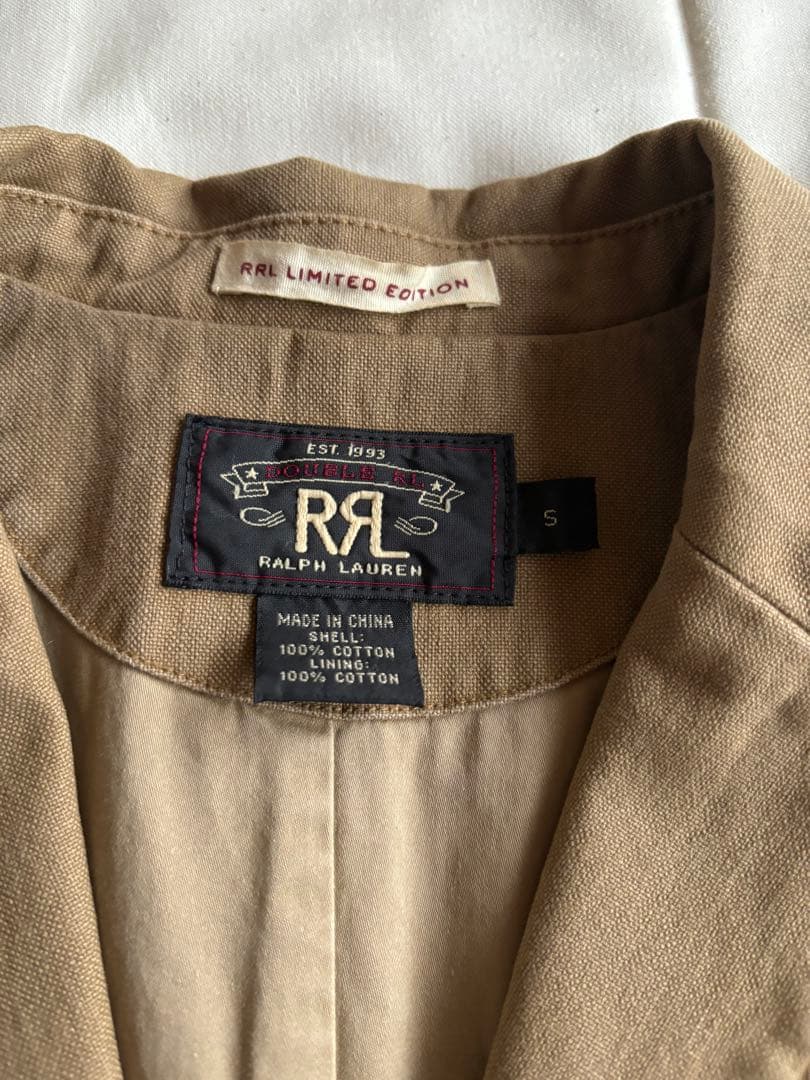 RRL LIMITED EDITION
EST. 1993
DOUBLE RL
RRL
RALPH LAUREN
S
MADE IN CHINA
SHELL:
100% COTTON
LINING:
100% COTTON